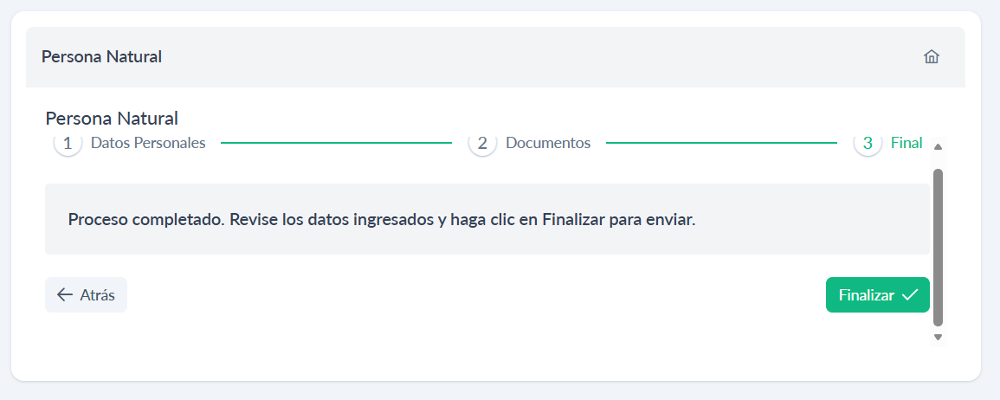 Persona Natural
Persona Natural
1 Datos Personales 2 Documentos 3 Final
Proceso completado. Revise los datos ingresados y haga clic en Finalizar para enviar.
Atrás Finalizar